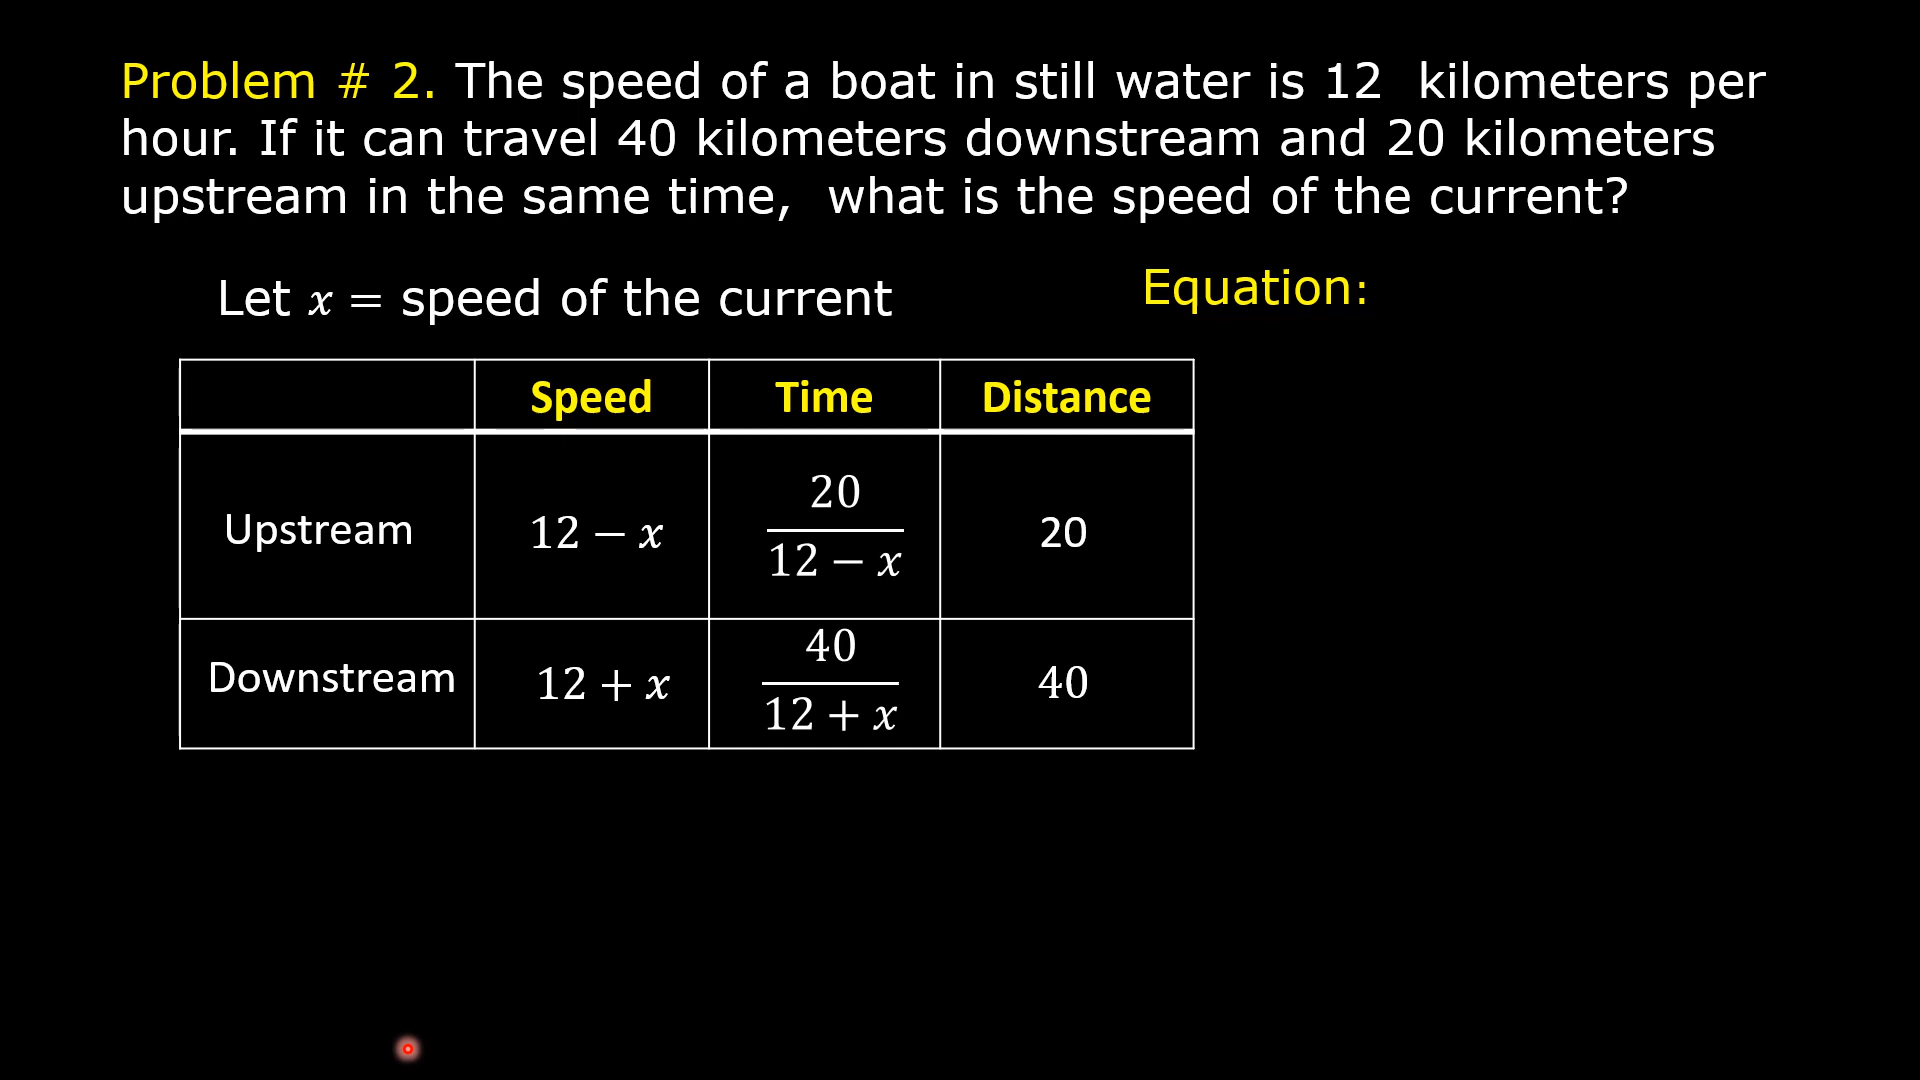 Problem # 2. The speed of a boat in still water is 12 kilometers per
hour. If it can travel 40 kilometers downstream and 20 kilometers
upstream in the same time, what is the speed of the current?
Let x = speed of the current
Equation:
Speed Time Distance
Upstream 12 − x 20/(12 − x) 20
Downstream 12 + x 40/(12 + x) 40